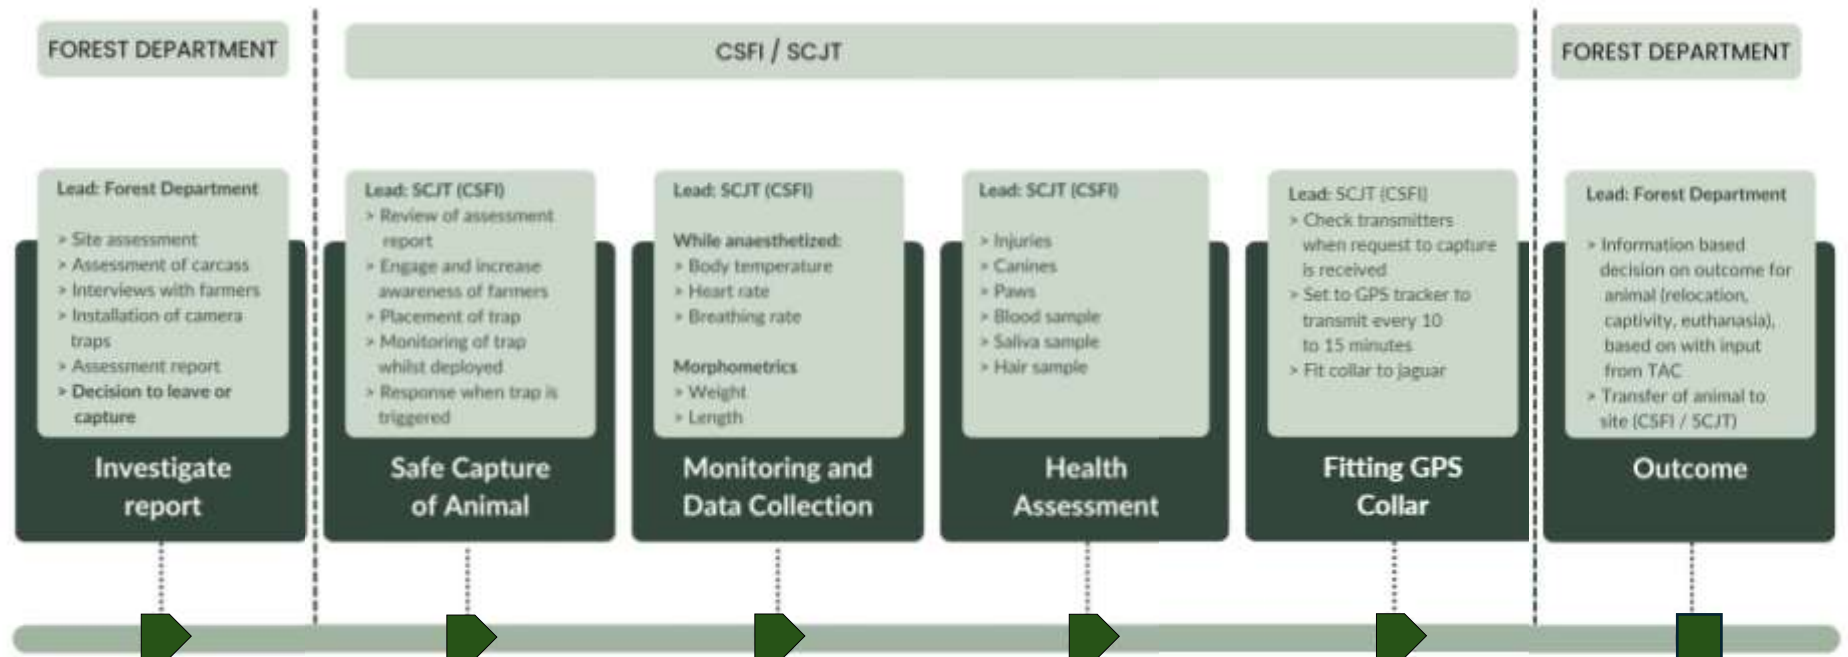 FOREST DEPARTMENT
CSFI / SCJT
FOREST DEPARTMENT
Lead: Forest Department
> Site assessment
> Assessment of carcass
> Interviews with farmers
> Installation of camera
traps
> Assessment report
> Decision to leave or
capture
Investigate
report
Lead: SCJT (CSFI)
> Review of assessment
report
> Engage and increase
awareness of farmers
> Placement of trap
> Monitoring of trap
whilst deployed
> Response when trap is
triggered
Safe Capture
of Animal
Lead: SCJT (CSFI)
While anaesthetized:
> Body temperature
> Heart rate
> Breathing rate
Morphometrics
> Weight
> Length
Monitoring and
Data Collection
Lead: SCJT (CSFI)
> Injuries
> Canines
> Paws
> Blood sample
> Saliva sample
> Hair sample
Health
Assessment
Lead: SCJT (CSFI)
> Check transmitters
when request to capture
is received
> Set to GPS tracker to
transmit every 10
to 15 minutes
> Fit collar to jaguar
Fitting GPS
Collar
Lead: Forest Department
> Information based
decision on outcome for
animal (relocation,
captivity, euthanasia),
based on with input
from TAC
> Transfer of animal to
site (CSFI / SCJT)
Outcome